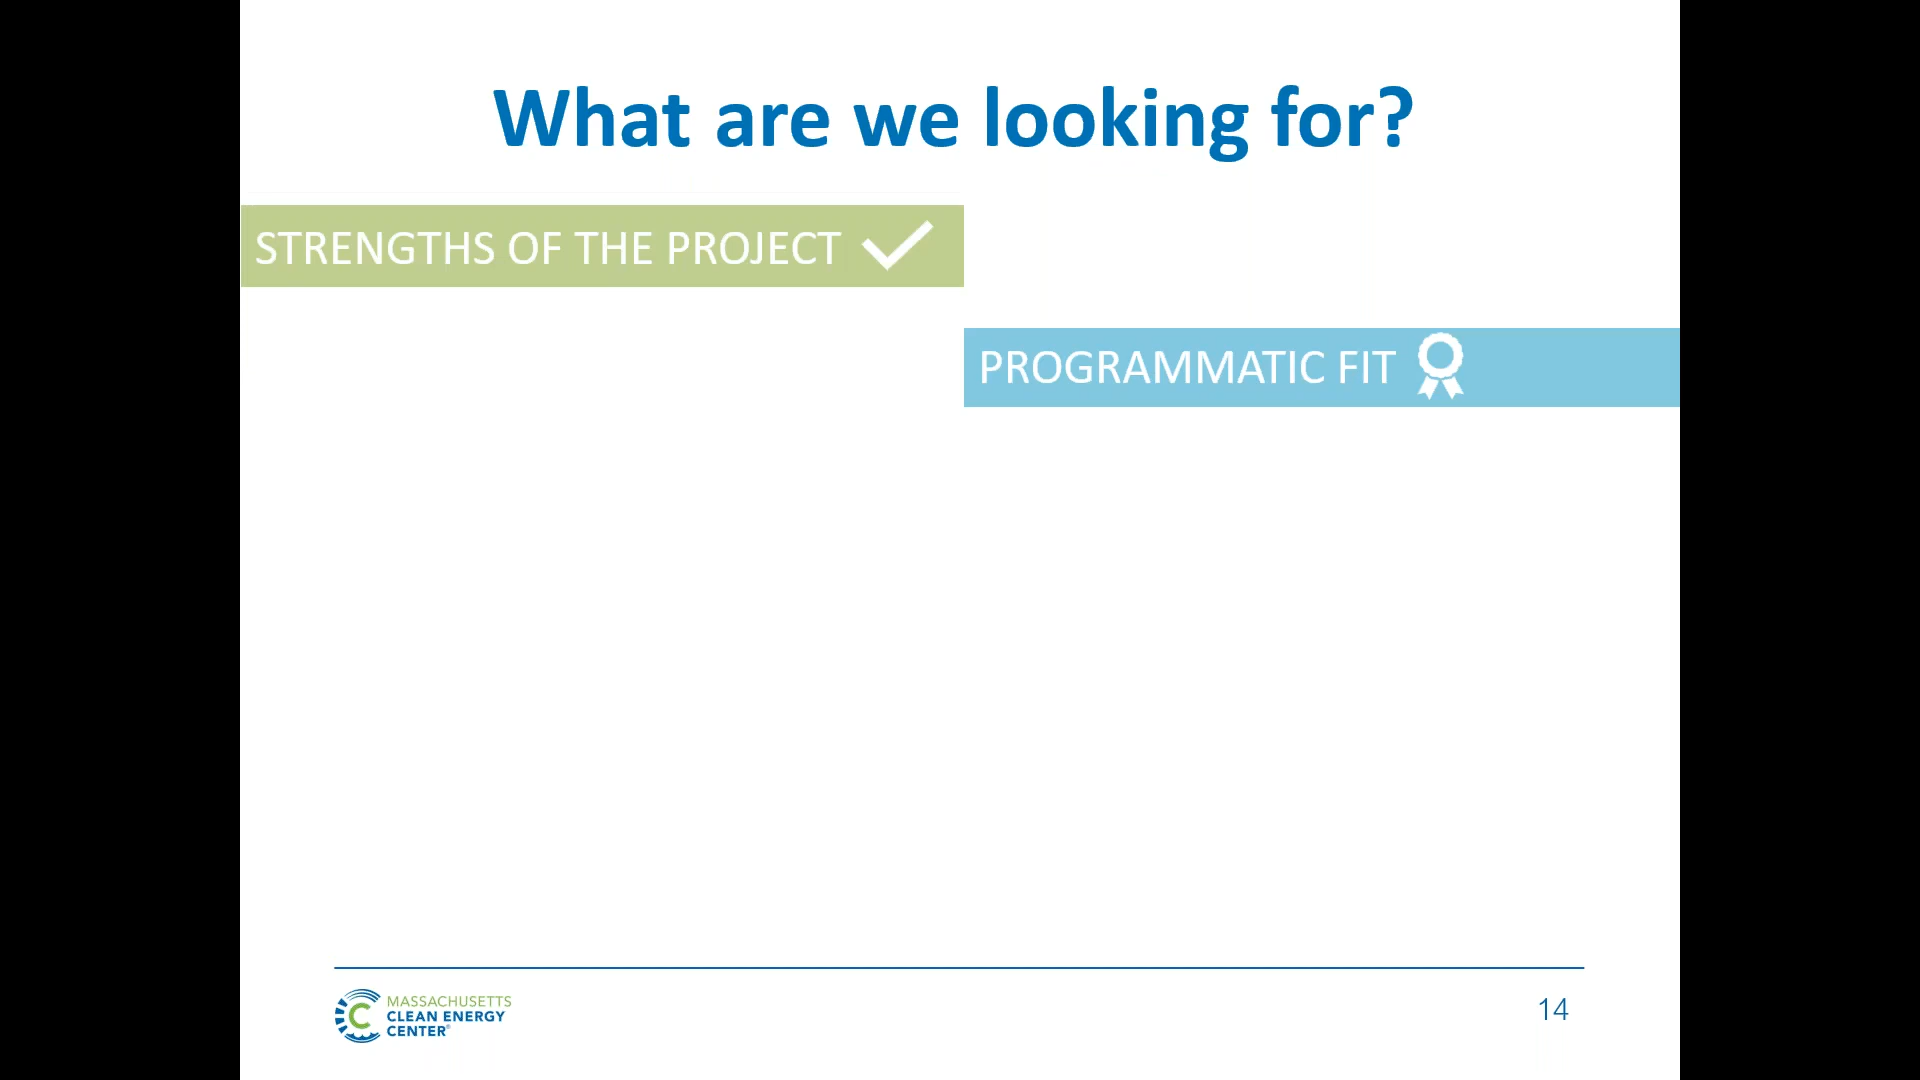 What are we looking for?
STRENGTHS OF THE PROJECT
PROGRAMMATIC FIT
C
MASSACHUSETTS
CLEAN ENERGY
CENTER®
14